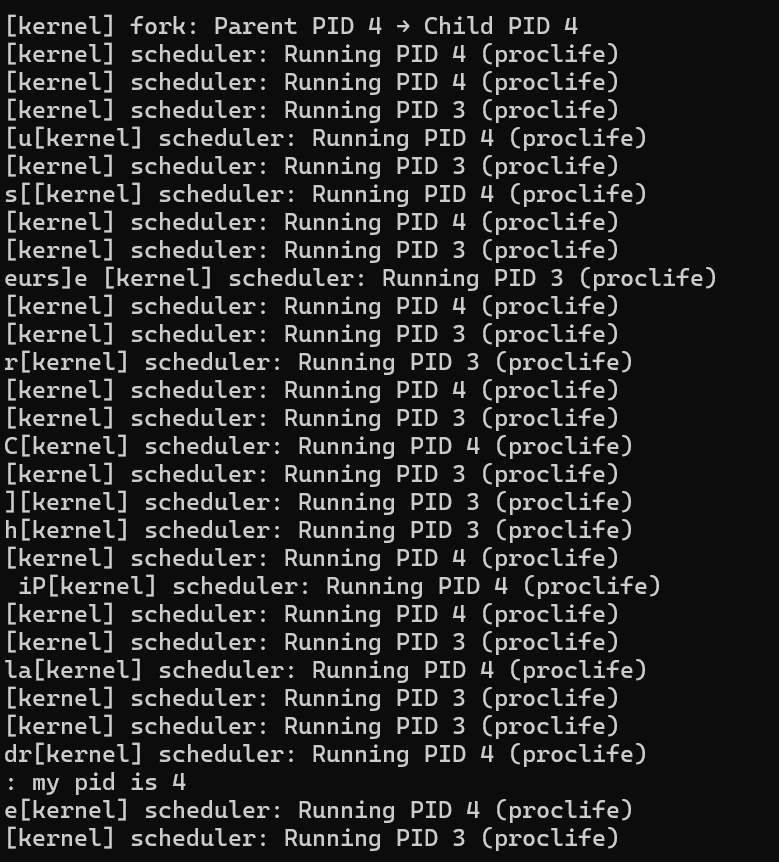 [kernel] fork: Parent PID 4 → Child PID 4
[kernel] scheduler: Running PID 4 (proclife)
[kernel] scheduler: Running PID 4 (proclife)
[kernel] scheduler: Running PID 3 (proclife)
[u[kernel] scheduler: Running PID 4 (proclife)
[kernel] scheduler: Running PID 3 (proclife)
s[[kernel] scheduler: Running PID 4 (proclife)
[kernel] scheduler: Running PID 4 (proclife)
[kernel] scheduler: Running PID 3 (proclife)
eurs]e [kernel] scheduler: Running PID 3 (proclife)
[kernel] scheduler: Running PID 4 (proclife)
[kernel] scheduler: Running PID 3 (proclife)
r[kernel] scheduler: Running PID 3 (proclife)
[kernel] scheduler: Running PID 4 (proclife)
[kernel] scheduler: Running PID 3 (proclife)
C[kernel] scheduler: Running PID 4 (proclife)
[kernel] scheduler: Running PID 3 (proclife)
][kernel] scheduler: Running PID 3 (proclife)
h[kernel] scheduler: Running PID 3 (proclife)
[kernel] scheduler: Running PID 4 (proclife)
 iP[kernel] scheduler: Running PID 4 (proclife)
[kernel] scheduler: Running PID 4 (proclife)
[kernel] scheduler: Running PID 3 (proclife)
la[kernel] scheduler: Running PID 4 (proclife)
[kernel] scheduler: Running PID 3 (proclife)
[kernel] scheduler: Running PID 3 (proclife)
dr[kernel] scheduler: Running PID 4 (proclife)
: my pid is 4
e[kernel] scheduler: Running PID 4 (proclife)
[kernel] scheduler: Running PID 3 (proclife)